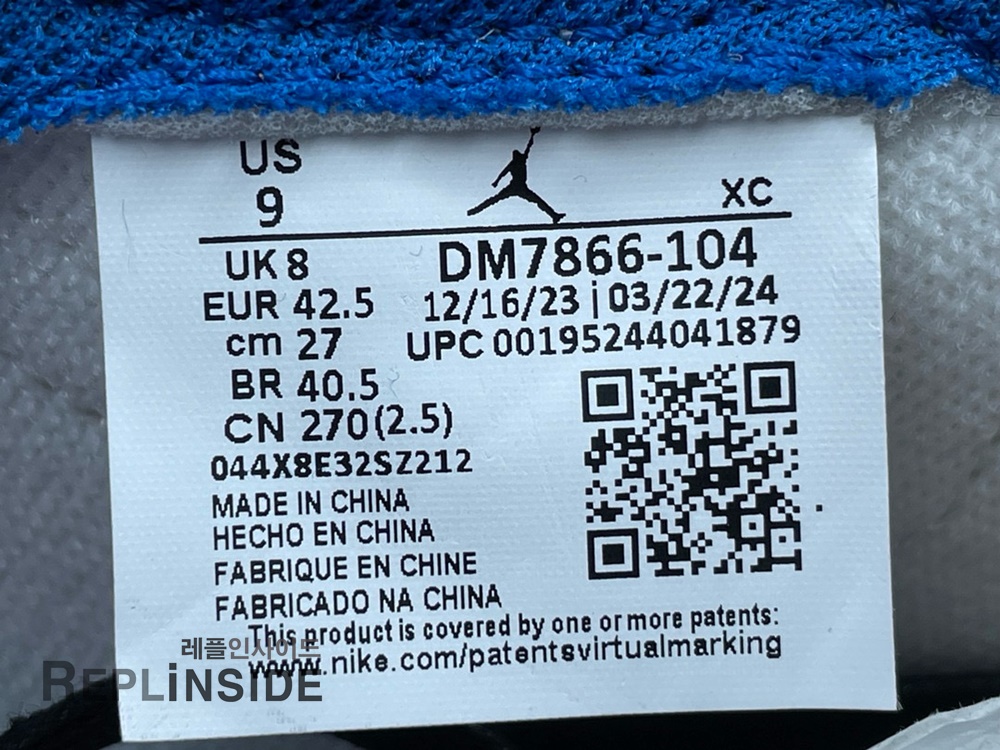 US
9
XC
UK 8
DM7866-104
EUR 42.5
12/16/23 | 03/22/24
cm 27
UPC 00195244041879
BR 40.5
CN 270(2.5)
044X8E32SZ212
MADE IN CHINA
HECHO EN CHINA
FABRIQUE EN CHINE
FABRICADO NA CHINA
This product is covered by one or more patents:
www.nike.com/patentsvirtualmarking
레플인사이드
REPLiNSIDE